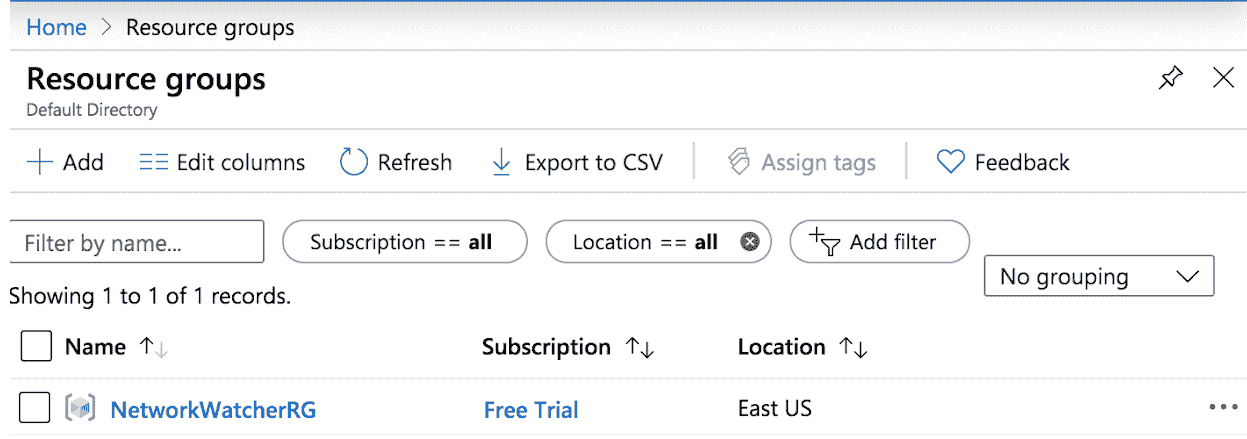 Home > Resource groups
Resource groups
Default Directory
Add Edit columns Refresh Export to CSV Assign tags Feedback
Filter by name... Subscription == all Location == all Add filter
No grouping
Showing 1 to 1 of 1 records.
Name Subscription Location
NetworkWatcherRG Free Trial East US